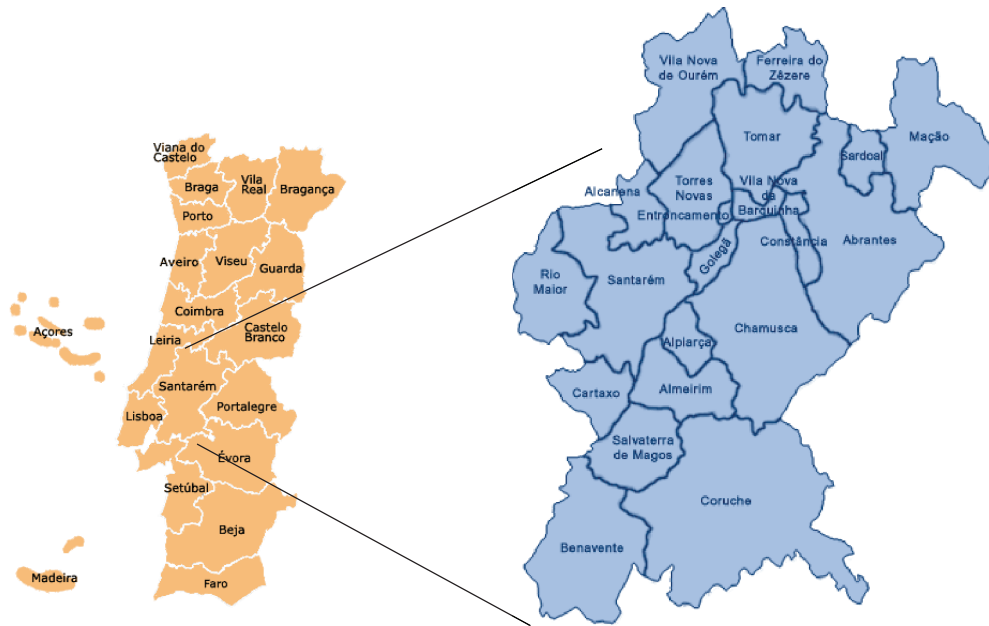 Viana do
Castelo
Braga
Vila
Real
Bragança
Porto
Aveiro
Viseu
Guarda
Coimbra
Açores
Leiria
Castelo
Branco
Santarém
Lisboa
Portalegre
Évora
Setúbal
Beja
Madeira
Faro
Vila Nova
de Ourém
Ferreira do
Zêzere
Tomar
Mação
Sardoal
Alcanena
Torres
Novas
Vila Nova
da
Barquinha
Entroncamento
Golegã
Constância
Abrantes
Rio
Maior
Santarém
Chamusca
Alpiarça
Cartaxo
Almeirim
Salvaterra
de Magos
Coruche
Benavente